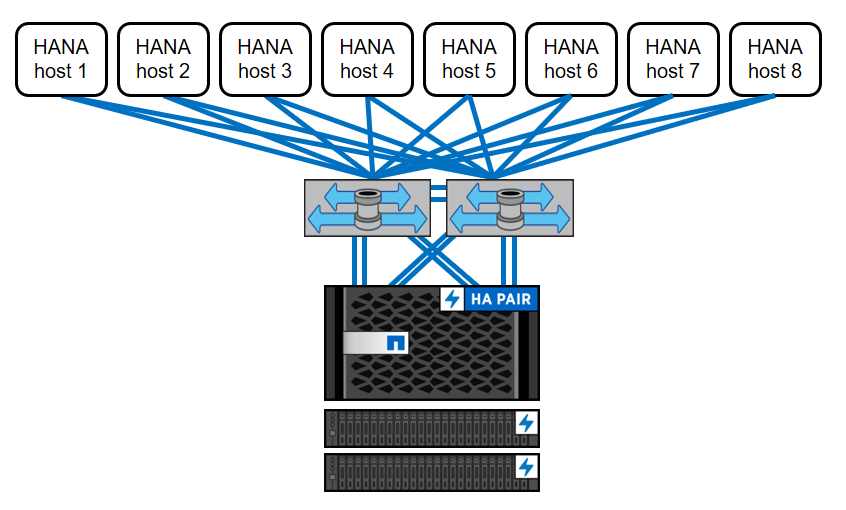 HANA
host 1
HANA
host 2
HANA
host 3
HANA
host 4
HANA
host 5
HANA
host 6
HANA
host 7
HANA
host 8
HA PAIR